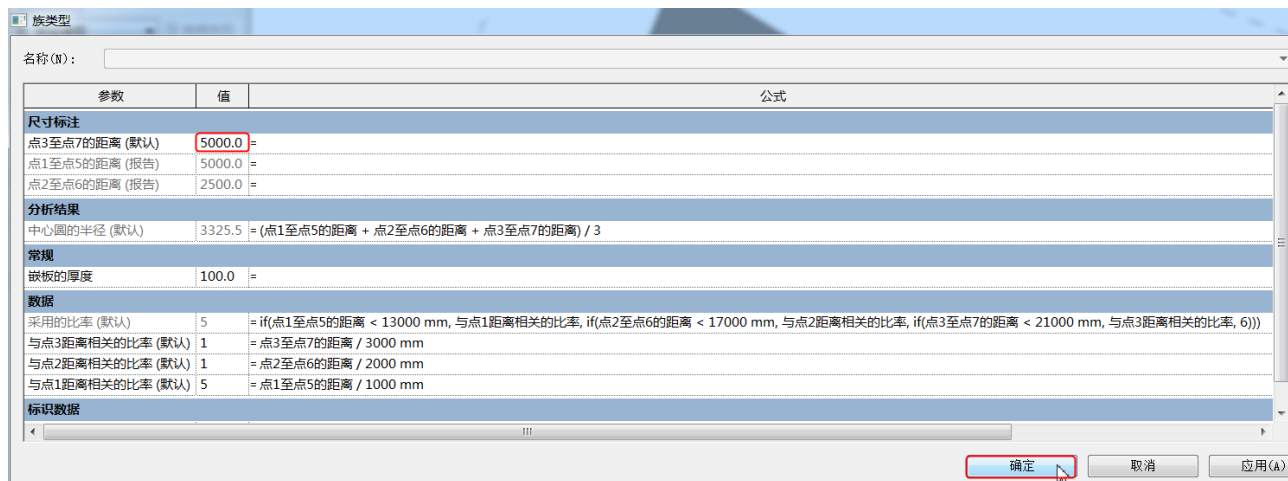 族类型
名称(N):
参数 值 公式
尺寸标注
点3至点7的距离 (默认) 5000.0 =
点1至点5的距离 (报告) 5000.0 =
点2至点6的距离 (报告) 2500.0 =
分析结果
中心圆的半径 (默认) 3325.5 = (点1至点5的距离 + 点2至点6的距离 + 点3至点7的距离) / 3
常规
嵌板的厚度 100.0 =
数据
采用的比率 (默认) 5 = if(点1至点5的距离 < 13000 mm, 与点1距离相关的比率, if(点2至点6的距离 < 17000 mm, 与点2距离相关的比率, if(点3至点7的距离 < 21000 mm, 与点3距离相关的比率, 6)))
与点3距离相关的比率 (默认) 1 = 点3至点7的距离 / 3000 mm
与点2距离相关的比率 (默认) 1 = 点2至点6的距离 / 2000 mm
与点1距离相关的比率 (默认) 5 = 点1至点5的距离 / 1000 mm
标识数据
确定 取消 应用(A)